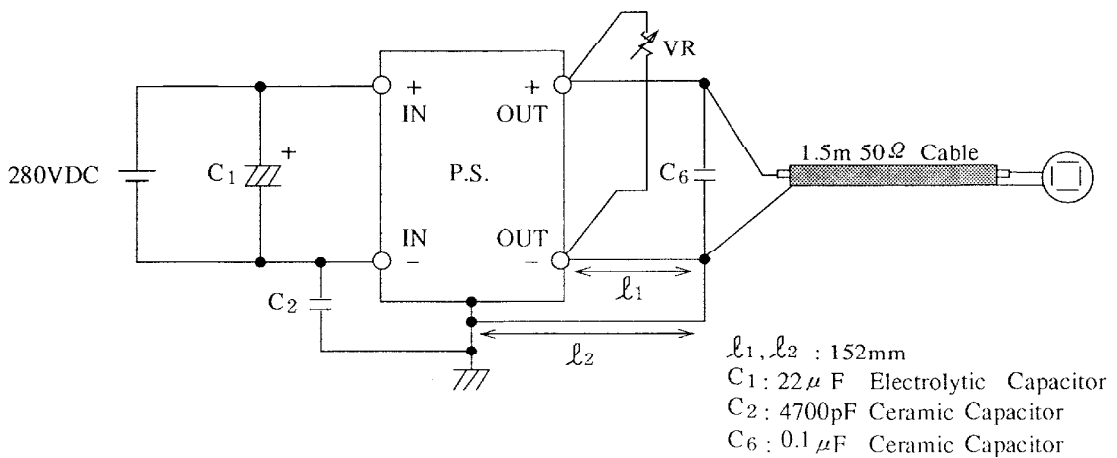 VR
+ +
IN OUT
280VDC
C1
+
P.S.
C6
1.5m 50Ω Cable
IN OUT
− −
C2
ℓ1
ℓ2
ℓ1, ℓ2 : 152mm
C1 : 22μF Electrolytic Capacitor
C2 : 4700pF Ceramic Capacitor
C6 : 0.1μF Ceramic Capacitor